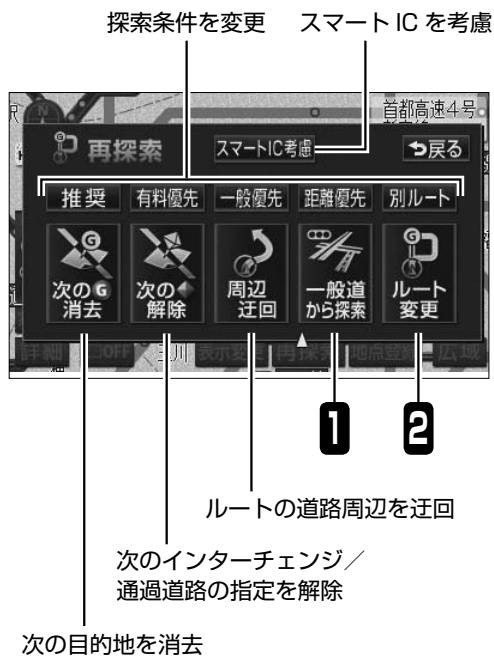 探索条件を変更 スマートICを考慮
首都高速4号
再探索 スマートIC考慮 戻る
推奨 有料優先 一般優先 距離優先 別ルート
次のG消去
次の◆解除
周辺迂回
一般道から探索
ルート変更
詳細 OFF 玉川 表示変更 再探索 地点登録 広域
1 2
ルートの道路周辺を迂回
次のインターチェンジ/
通過道路の指定を解除
次の目的地を消去